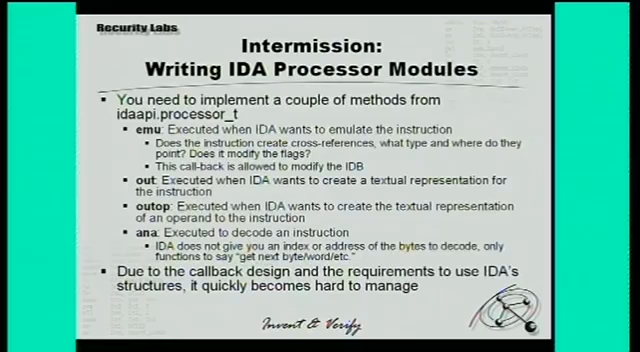 Recurity Labs
Intermission:
Writing IDA Processor Modules
You need to implement a couple of methods from
idaapi.processor_t
emu: Executed when IDA wants to emulate the instruction
Does the instruction create cross-references, what type and where do they
point? Does it modify the flags?
This call-back is allowed to modify the IDB
out: Executed when IDA wants to create a textual representation for
the instruction
outop: Executed when IDA wants to create the textual representation
of an operand to the instruction
ana: Executed to decode an instruction
IDA does not give you an index or address of the bytes to decode, only
functions to say "get next byte/word/etc."
Due to the callback design and the requirements to use IDA's
structures, it quickly becomes hard to manage
Invent & Verify